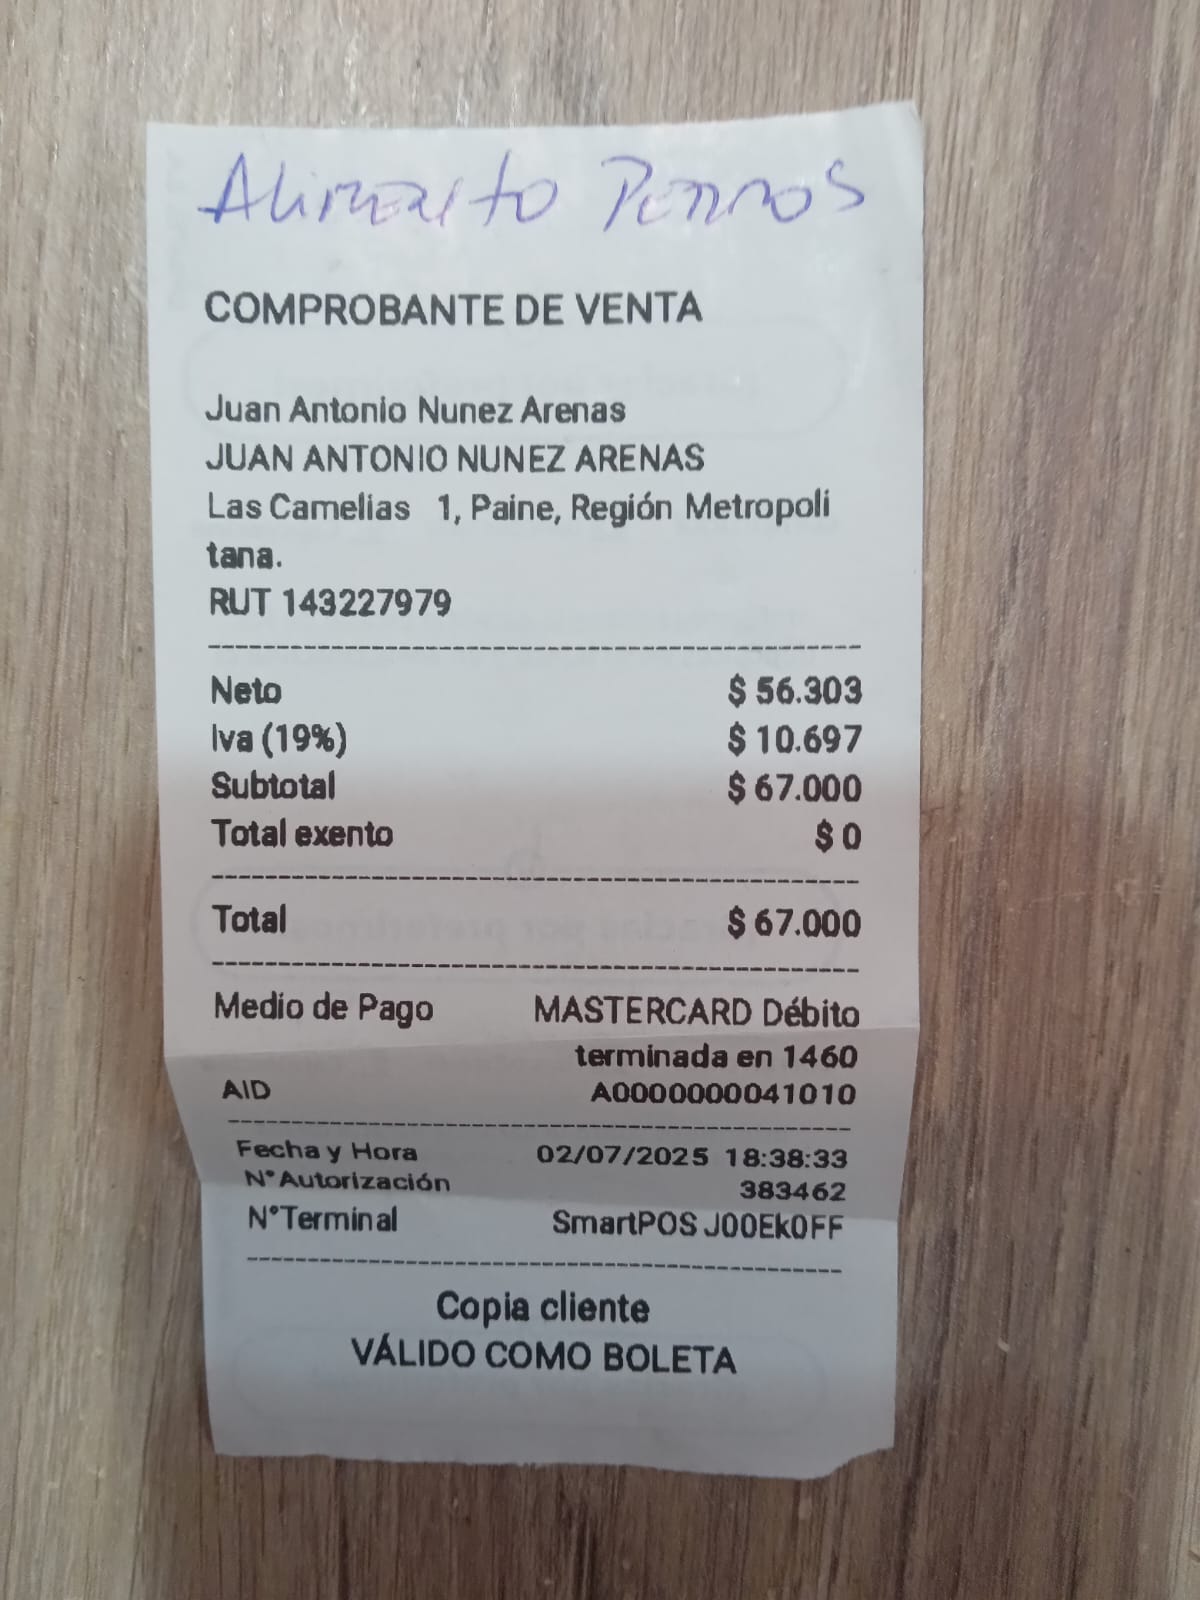 Alimento Perros
COMPROBANTE DE VENTA
Juan Antonio Nunez Arenas
JUAN ANTONIO NUNEZ ARENAS
Las Camelias 1, Paine, Región Metropoli
tana.
RUT 143227979
Neto $ 56.303
Iva (19%) $ 10.697
Subtotal $ 67.000
Total exento $ 0
Total $ 67.000
Medio de Pago MASTERCARD Débito
terminada en 1460
AID A0000000041010
Fecha y Hora 02/07/2025 18:38:33
N°Autorización 383462
N°Terminal SmartPOS J00Ek0FF
Copia cliente
VÁLIDO COMO BOLETA